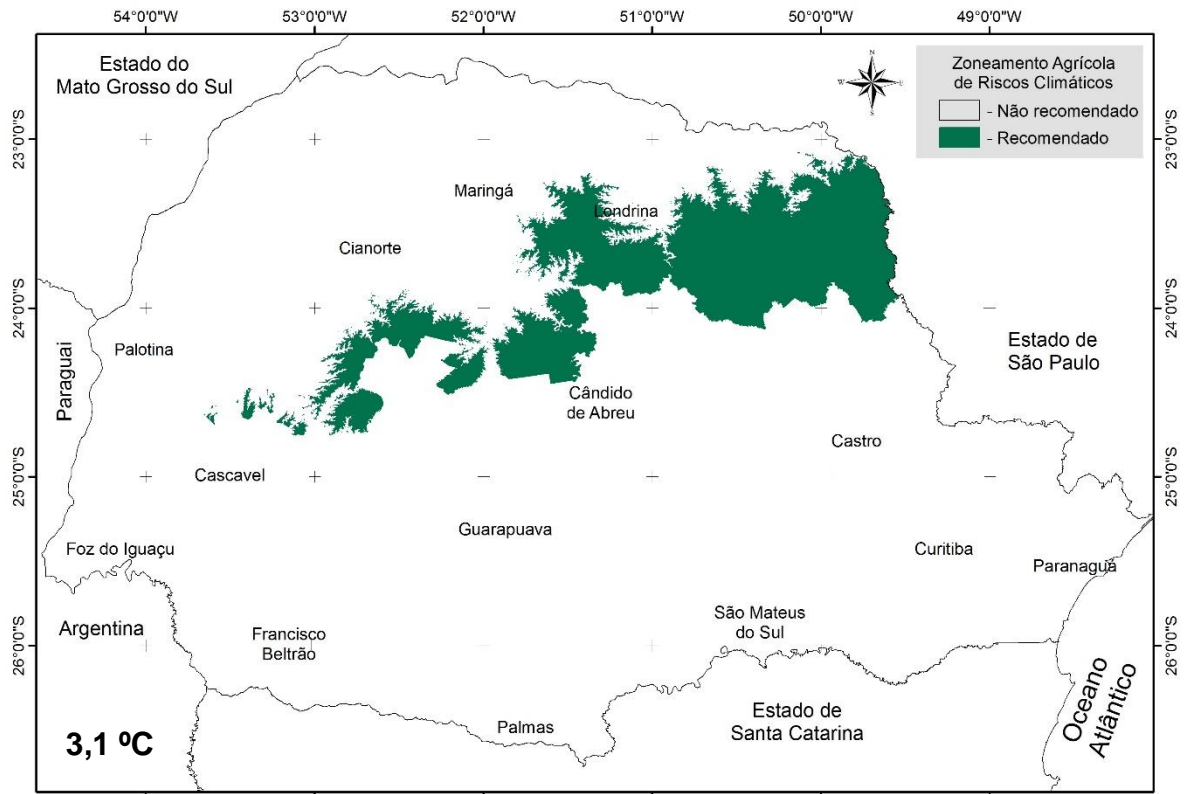 54°0'0"W
53°0'0"W
52°0'0"W
51°0'0"W
50°0'0"W
49°0'0"W
Estado do
Mato Grosso do Sul
N
W
E
S
Zoneamento Agrícola
de Riscos Climáticos
- Não recomendado
- Recomendado
23°0'0"S
23°0'0"S
Maringá
Londrina
Cianorte
24°0'0"S
24°0'0"S
Palotina
Paraguai
Estado de
São Paulo
Cândido
de Abreu
Castro
Cascavel
25°0'0"S
25°0'0"S
Guarapuava
Foz do Iguaçu
Curitiba
Paranaguá
Argentina
Francisco
Beltrão
São Mateus
do Sul
26°0'0"S
26°0'0"S
Palmas
Estado de
Santa Catarina
Oceano
Atlântico
3,1 ºC